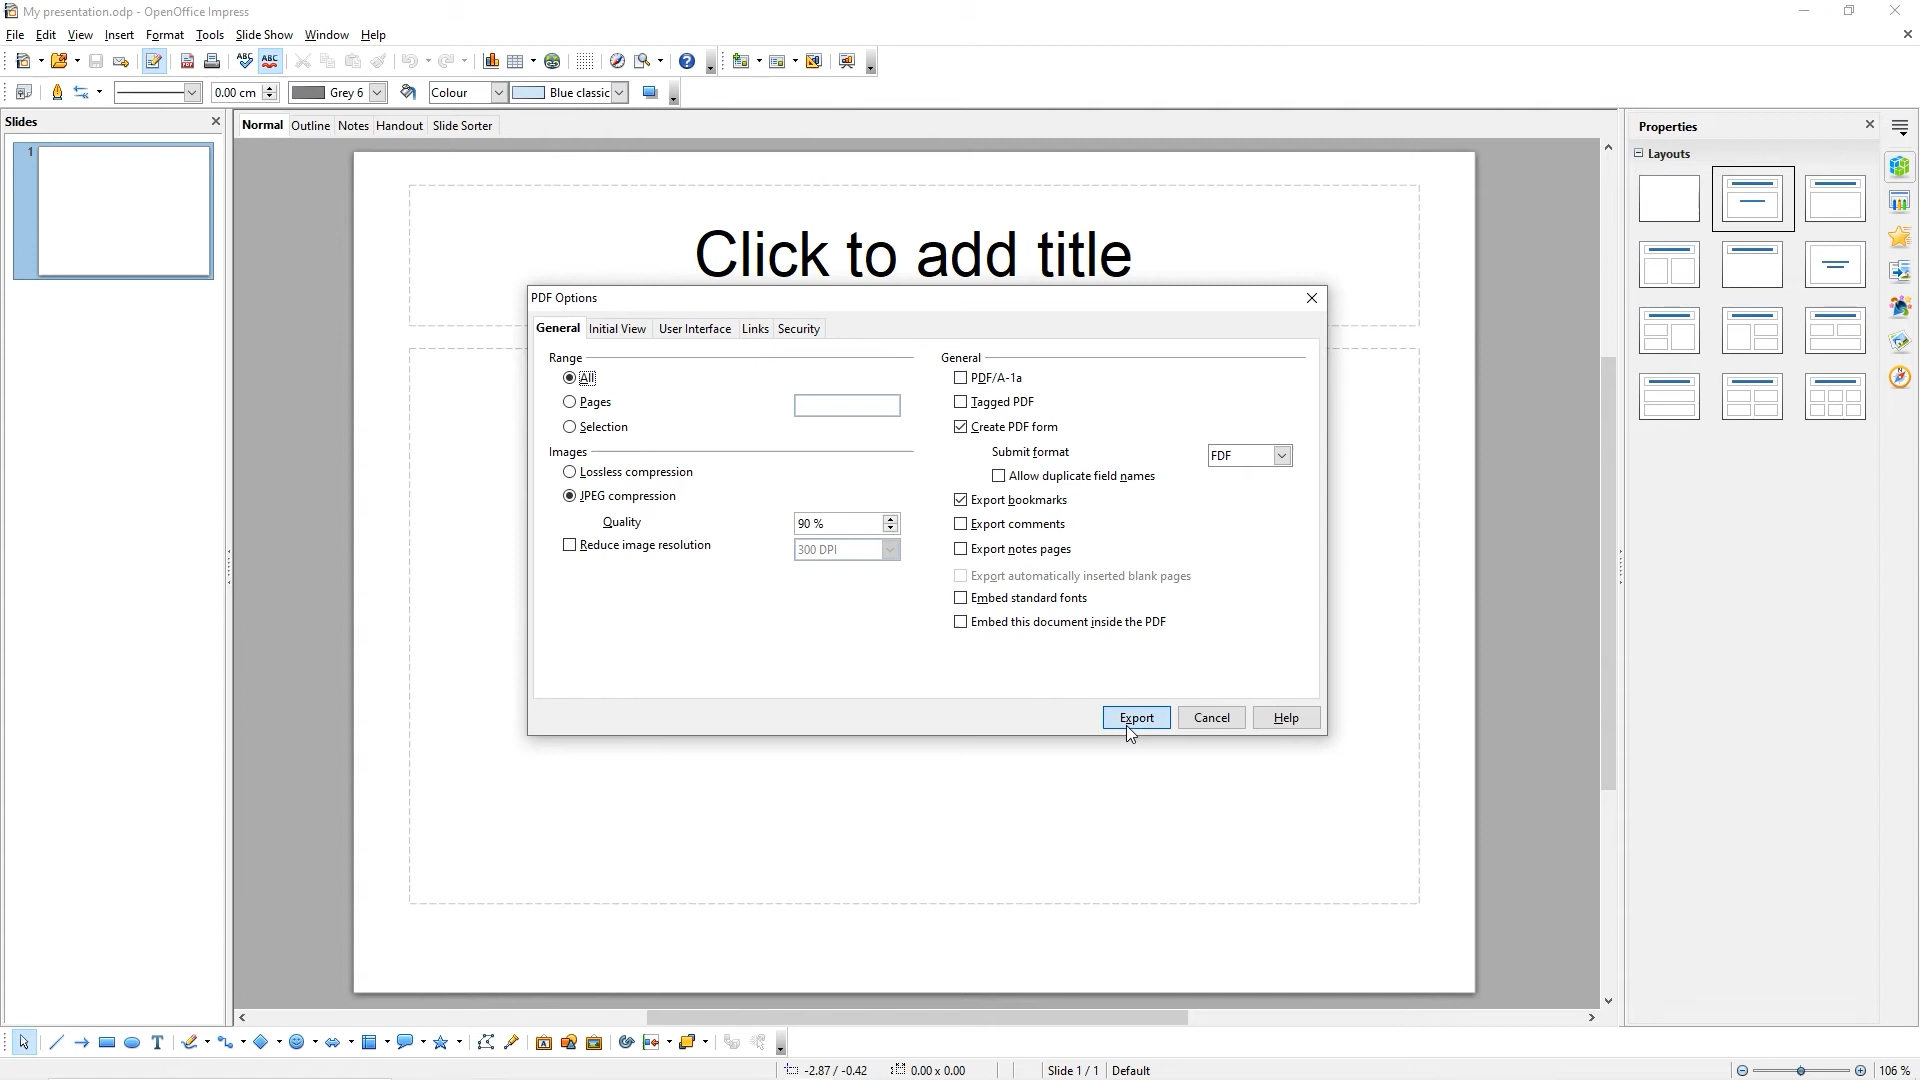 My presentation.odp - OpenOffice Impress
File Edit View Insert Format Tools Slide Show Window Help
ABC ABC
0.00 cm Grey 6 Colour Blue classic
Slides
Normal Outline Notes Handout Slide Sorter
Properties
Layouts
1
Click to add title
PDF Options
General Initial View User Interface Links Security
Range
All
Pages
Selection
Images
Lossless compression
JPEG compression
Quality 90 %
Reduce image resolution 300 DPI
General
PDF/A-1a
Tagged PDF
Create PDF form
Submit format FDF
Allow duplicate field names
Export bookmarks
Export comments
Export notes pages
Export automatically inserted blank pages
Embed standard fonts
Embed this document inside the PDF
Export Cancel Help
-2.87 / -0.42 0.00 x 0.00 Slide 1 / 1 Default 106 %